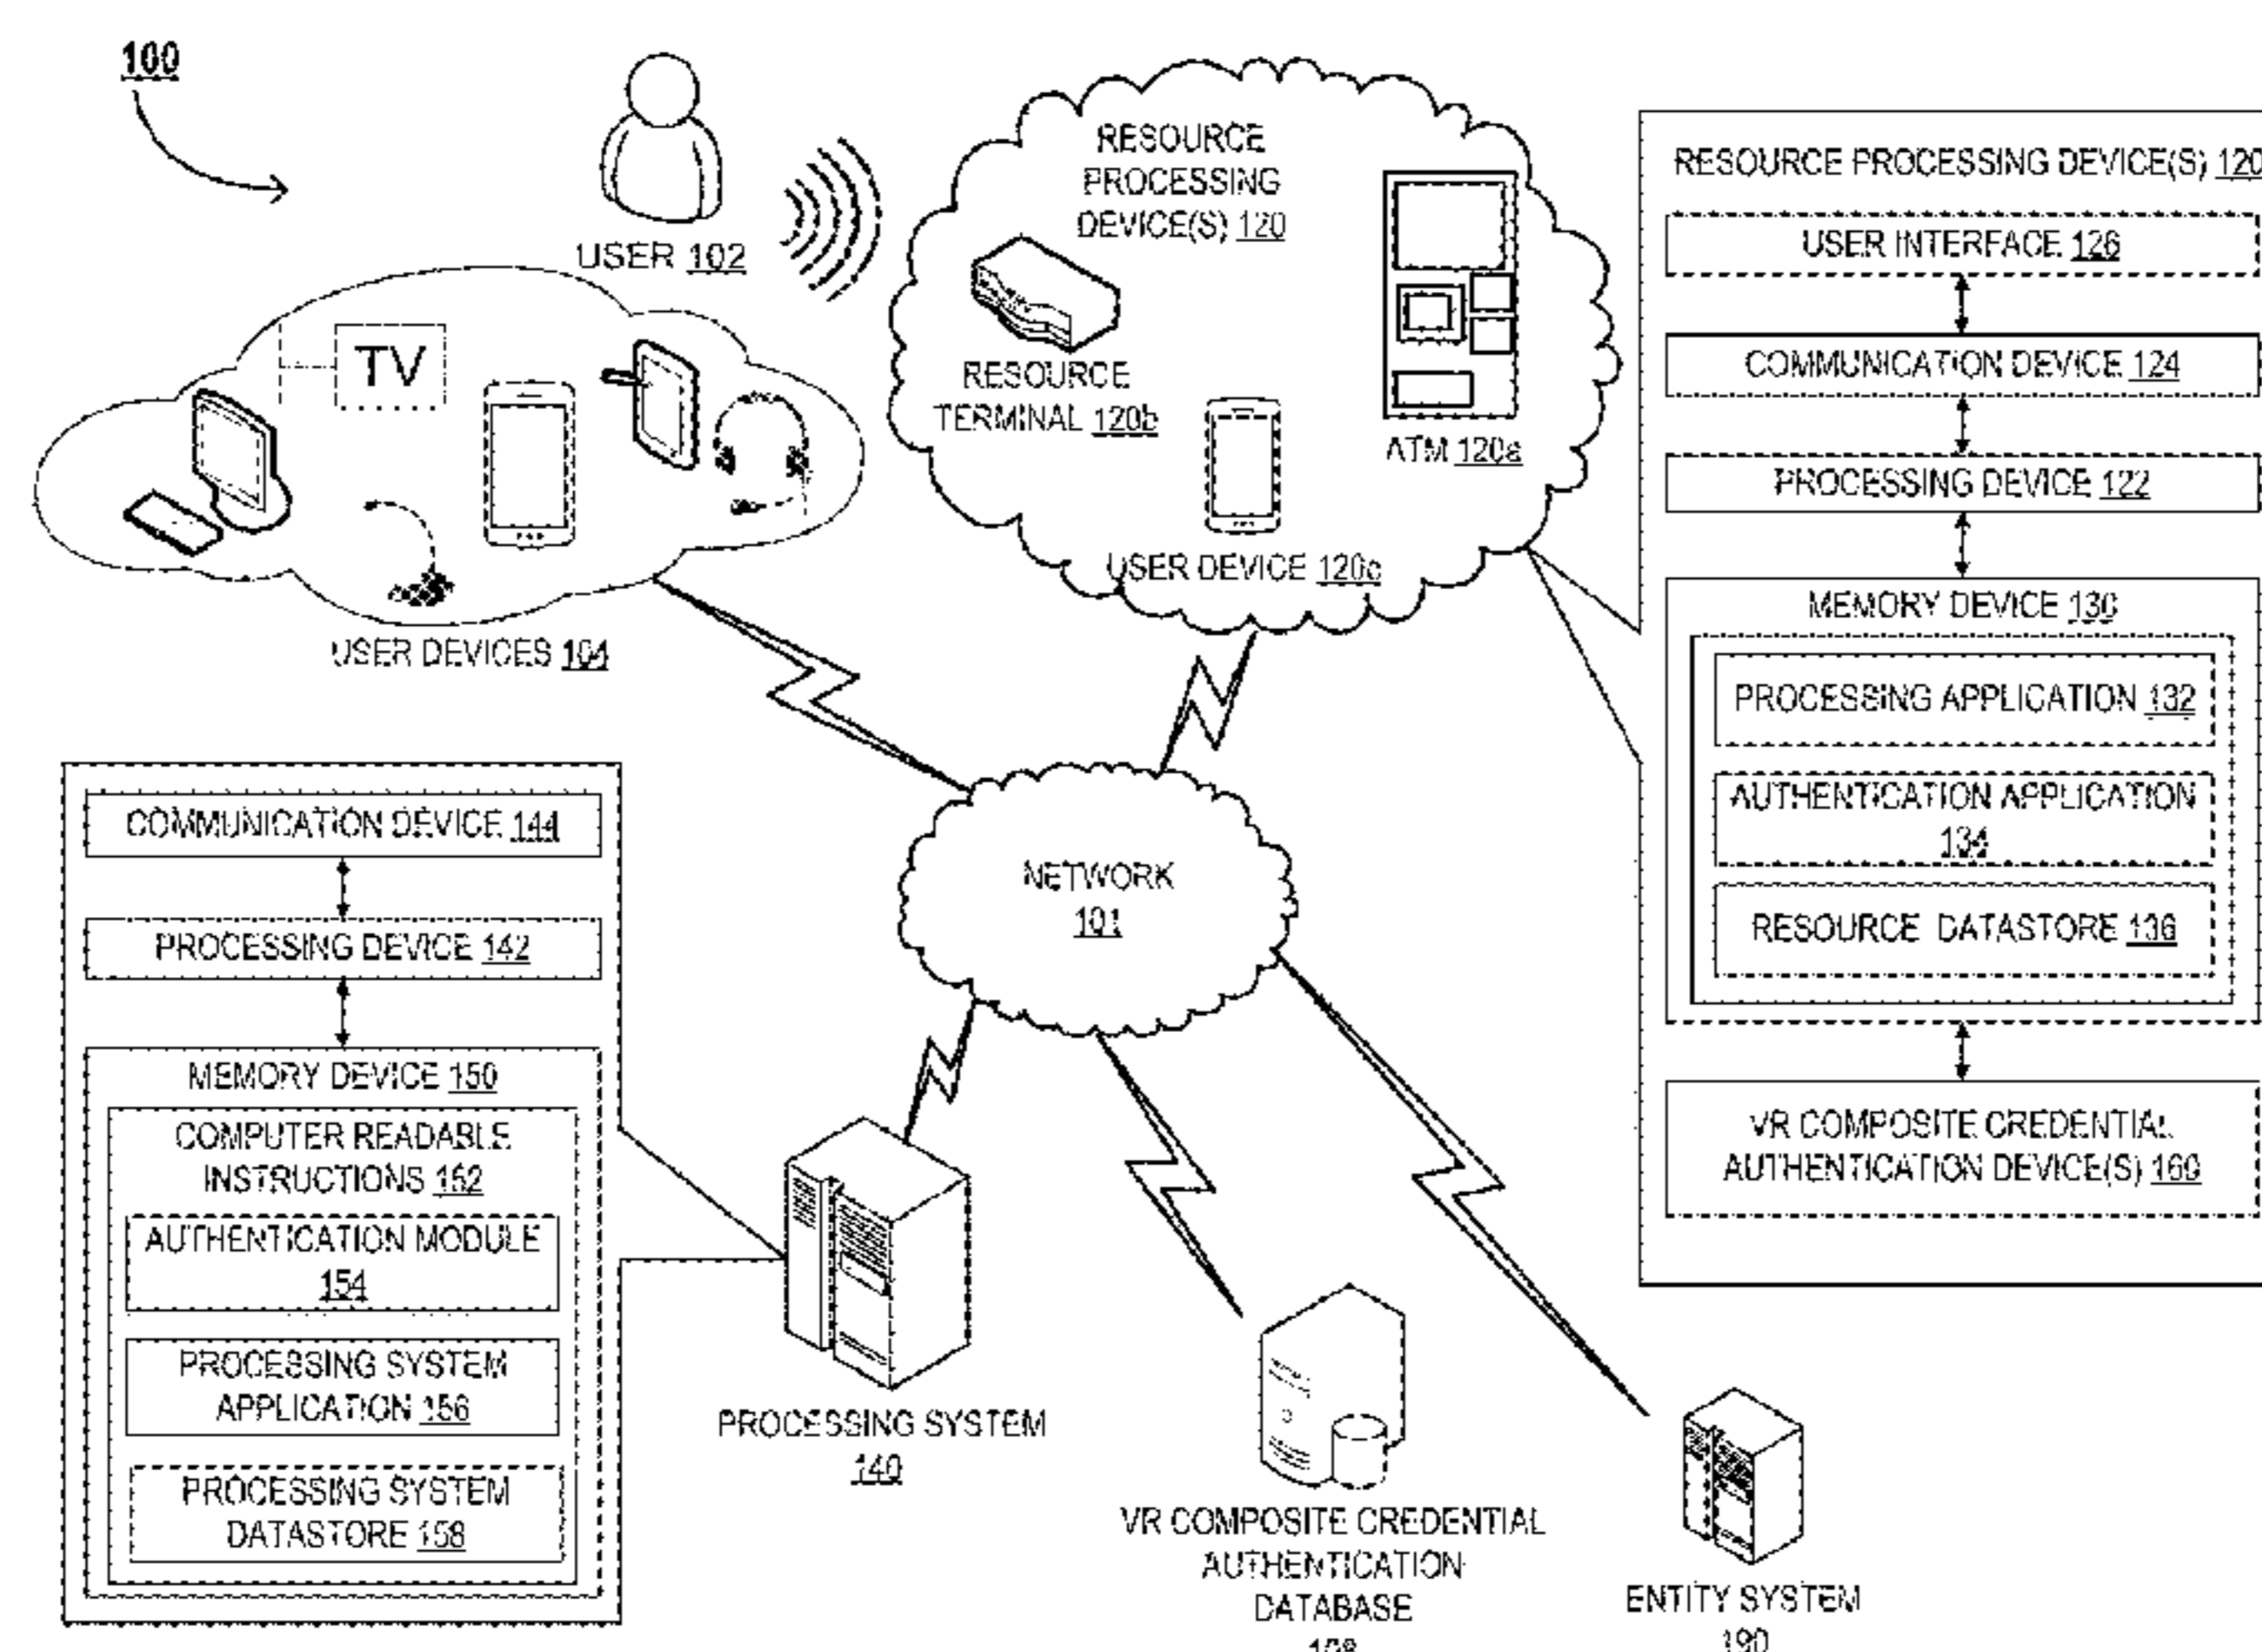 100
USER 102
TV
USER DEVICES 104
RESOURCE
PROCESSING
DEVICE(S) 120
RESOURCE
TERMINAL 120b
ATM 120a
USER DEVICE 120c
RESOURCE PROCESSING DEVICE(S) 120
USER INTERFACE 126
COMMUNICATION DEVICE 124
PROCESSING DEVICE 122
MEMORY DEVICE 130
PROCESSING APPLICATION 132
AUTHENTICATION APPLICATION
134
RESOURCE DATASTORE 136
VR COMPOSITE CREDENTIAL
AUTHENTICATION DEVICE(S) 160
NETWORK
101
COMMUNICATION DEVICE 144
PROCESSING DEVICE 142
MEMORY DEVICE 150
COMPUTER READABLE
INSTRUCTIONS 152
AUTHENTICATION MODULE
154
PROCESSING SYSTEM
APPLICATION 156
PROCESSING SYSTEM
DATASTORE 158
PROCESSING SYSTEM
140
VR COMPOSITE CREDENTIAL
AUTHENTICATION
DATABASE
ENTITY SYSTEM
190